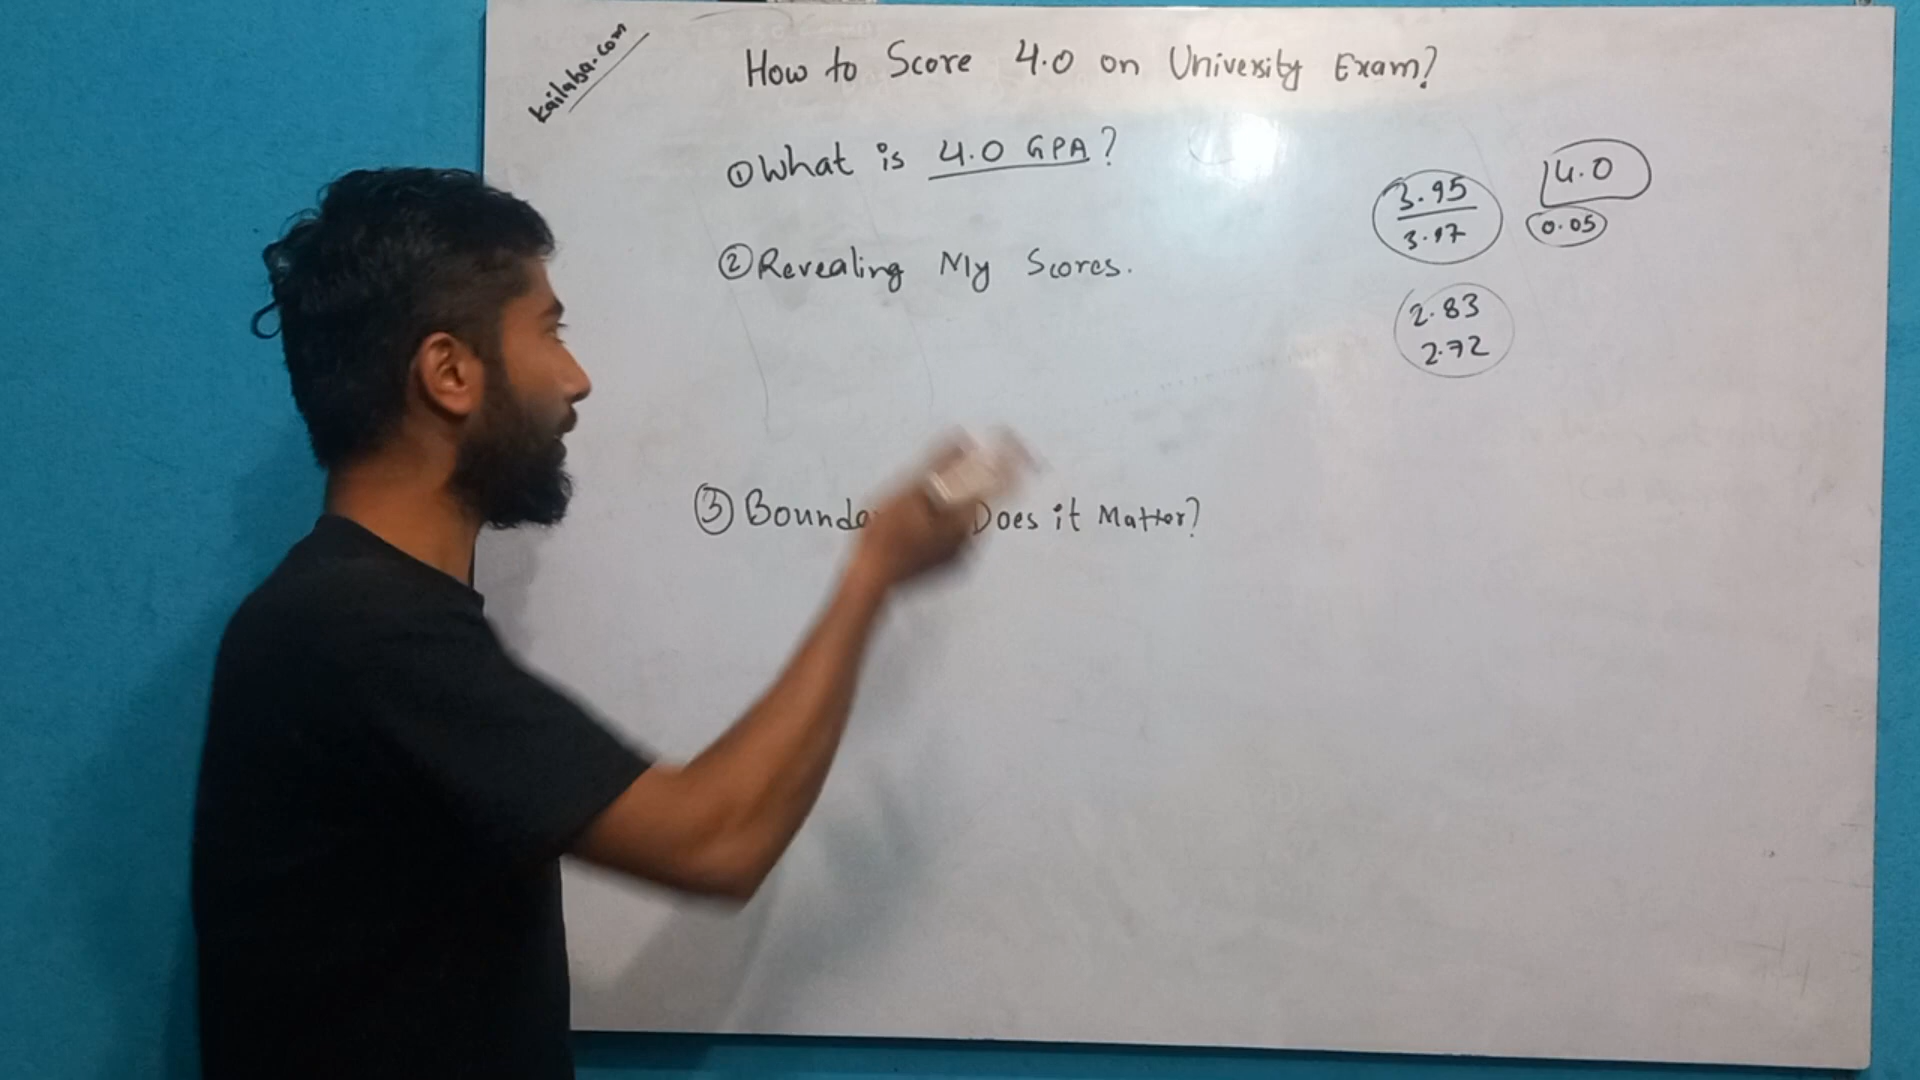 kailaba.com
How to Score 4.0 on University Exam?
① What is 4.0 GPA?
② Revealing My Scores.
3.95
3.97
4.0
0.05
2.83
2.72
③ Does it Matter?